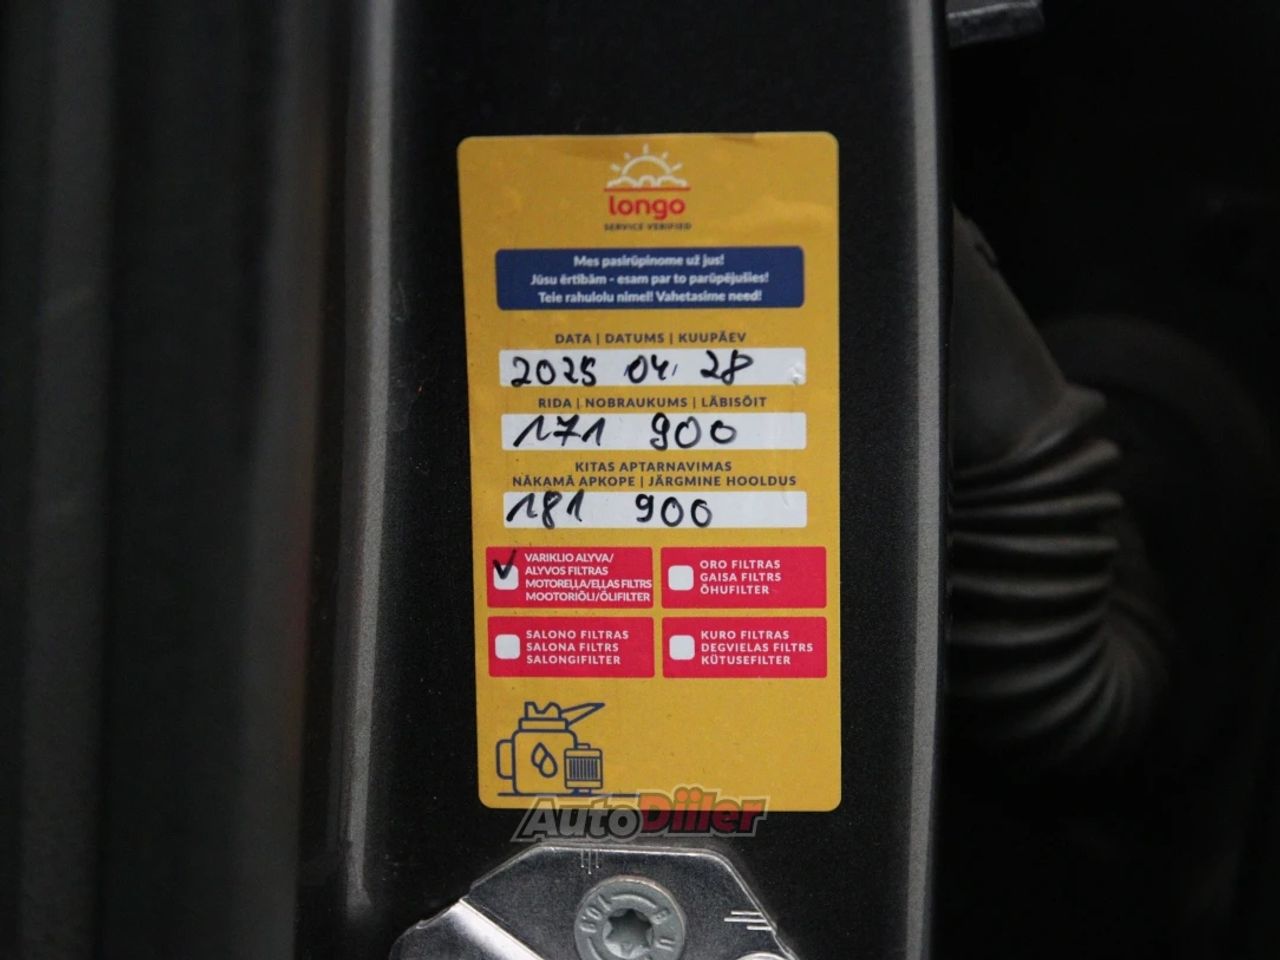 longo
SERVICE VERIFIED
Mes pasirūpinome už jus!
Jūsu ērtībām - esam par to parūpējušies!
Teie rahulolu nimel! Vahetasime need!
DATA | DATUMS | KUUPÄEV
2025 04. 28
RIDA | NOBRAUKUMS | LÄBISÕIT
171 900
KITAS APTARNAVIMAS
NĀKAMĀ APKOPE | JÄRGMINE HOOLDUS
181 900
VARIKLIO ALYVA/
ALYVOS FILTRAS
MOTOREĻĻA/EĻĻAS FILTRS
MOOTORIÕLI/ÕLIFILTER
ORO FILTRAS
GAISA FILTRS
ÕHUFILTER
SALONO FILTRAS
SALONA FILTRS
SALONGIFILTER
KURO FILTRAS
DEGVIELAS FILTRS
KÜTUSEFILTER
AutoDiiler